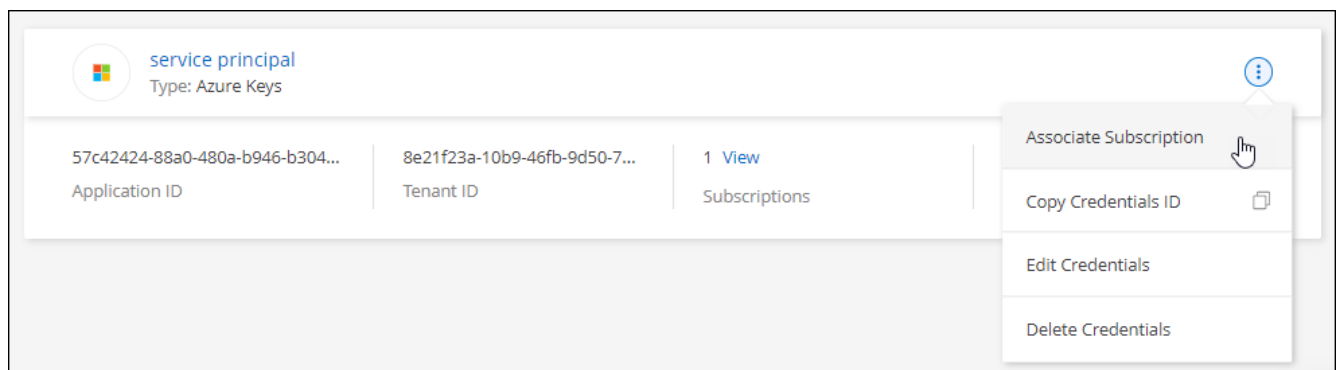 service principal
Type: Azure Keys
57c42424-88a0-480a-b946-b304...
Application ID
8e21f23a-10b9-46fb-9d50-7...
Tenant ID
1 View
Subscriptions
Associate Subscription
Copy Credentials ID
Edit Credentials
Delete Credentials